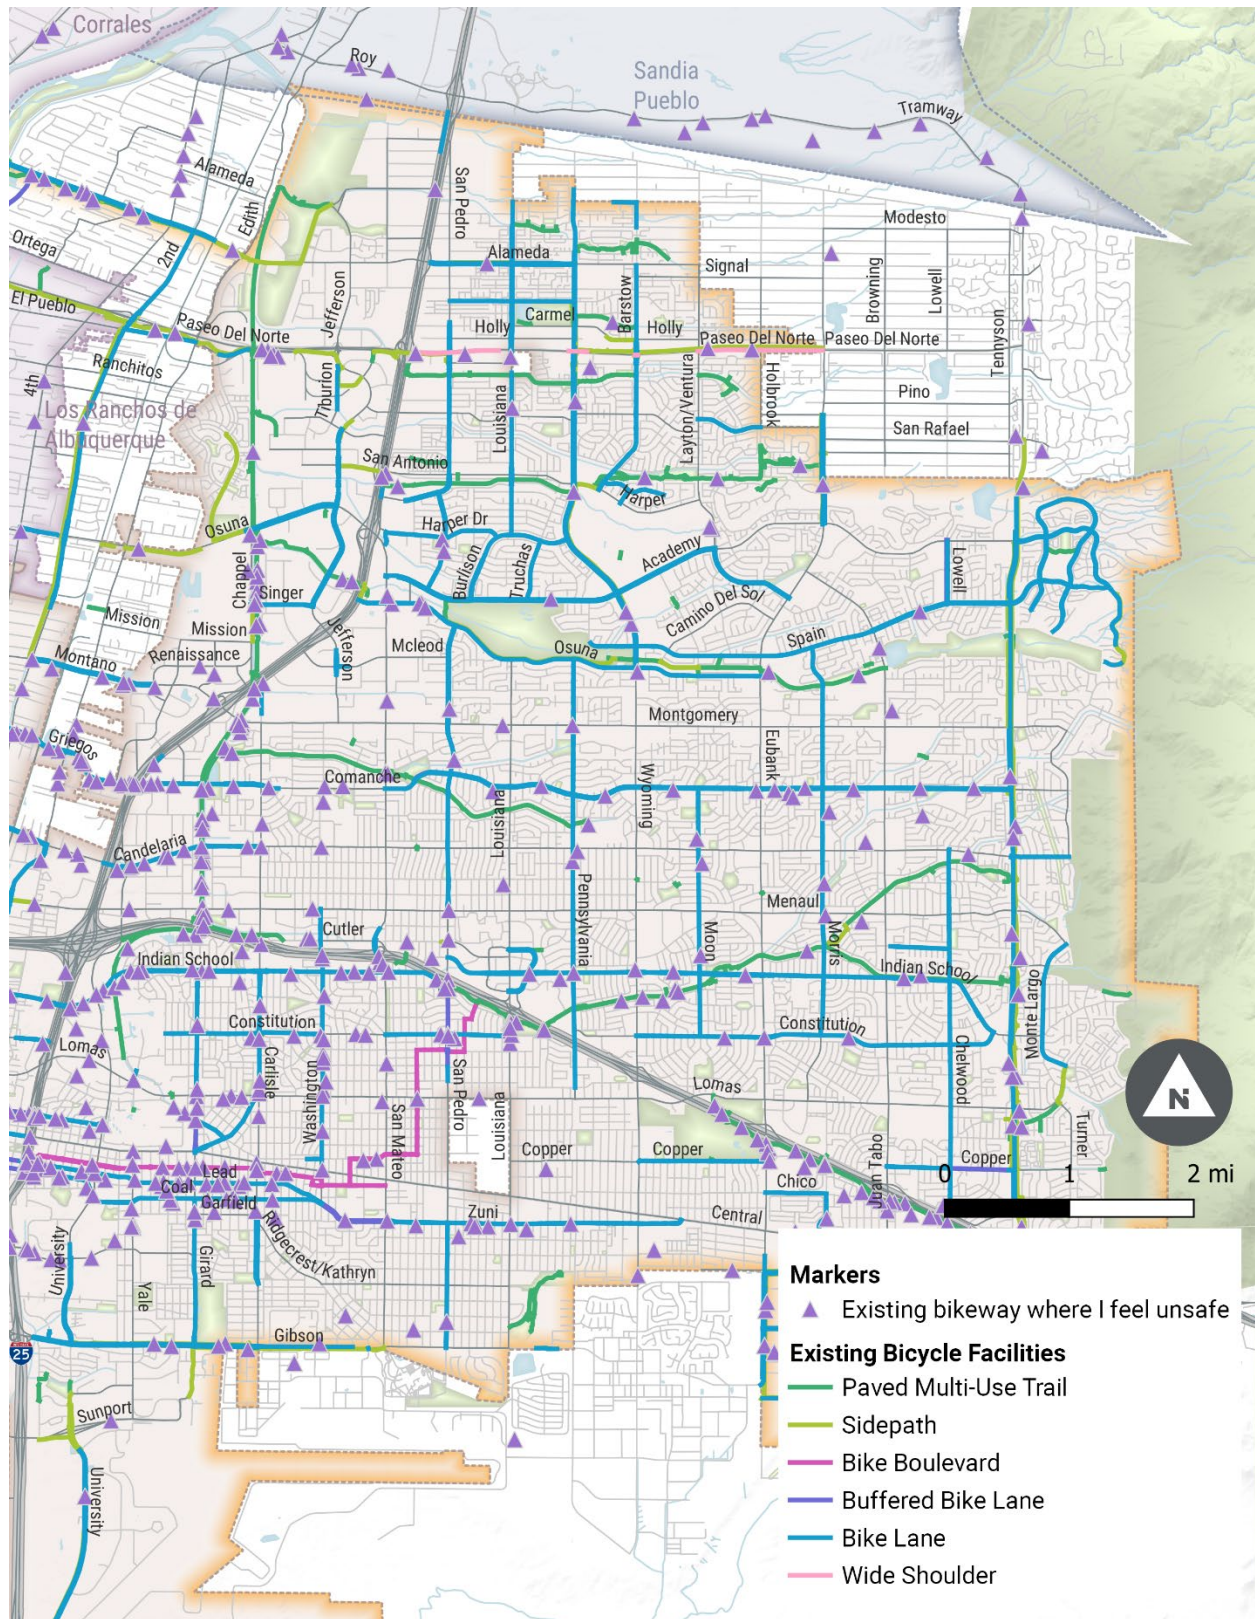 Corrales
Roy
Sandia
Pueblo
Tramway
Alameda
San Pedro
Edith
2nd
Ortega
Modesto
Alameda
Signal
Browning
Lowell
Jefferson
Barstow
El Pueblo
Carmel
Paseo Del Norte
Holly
Holly
Paseo Del Norte
Paseo Del Norte
Tennyson
Ranchitos
4th
Tiburion
Louisiana
Layton/Ventura
Holbrook
Pino
Los Ranchos de
Albuquerque
San Rafael
San Antonio
Harper
Osuna
Harper Dr
Academy
Burlison
Truchas
Lowell
Chappel
Singer
Camino Del Sol
Mission
Mission
Jefferson
Mcleod
Spain
Renaissance
Osuna
Montano
Montgomery
Griegos
Eubank
Comanche
Wyoming
Louisiana
Candelaria
Pennsylvania
Menaul
Cutler
Moon
Morris
Indian School
Indian School
Monte Largo
Constitution
Constitution
Lomas
Carlisle
Chelwood
Washington
San Pedro
Lomas
San Mateo
Louisiana
Turner
N
Copper
Copper
Juan Tabo
Copper
Lead
Coal
Chico
0 1 2 mi
Garfield
Zuni
Central
University
Girard
Ridgecrest/Kathryn
Yale
Gibson
25
Sunport
University
Markers
Existing bikeway where I feel unsafe
Existing Bicycle Facilities
Paved Multi-Use Trail
Sidepath
Bike Boulevard
Buffered Bike Lane
Bike Lane
Wide Shoulder